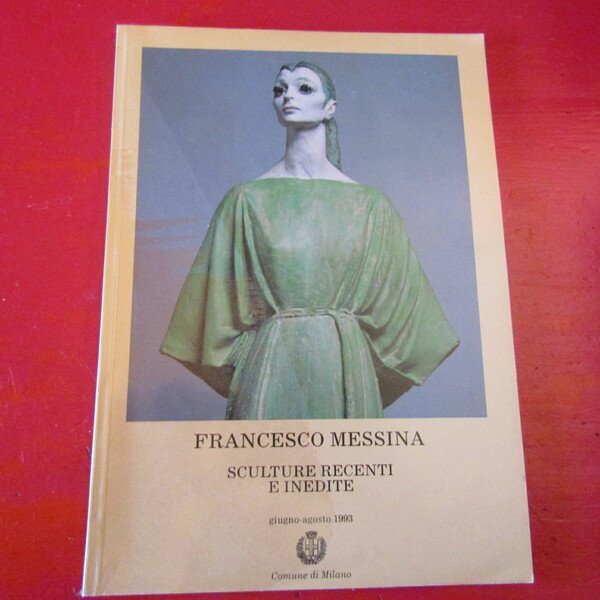 FRANCESCO MESSINA
SCULTURE RECENTI
E INEDITE
giugno-agosto 1993
Comune di Milano